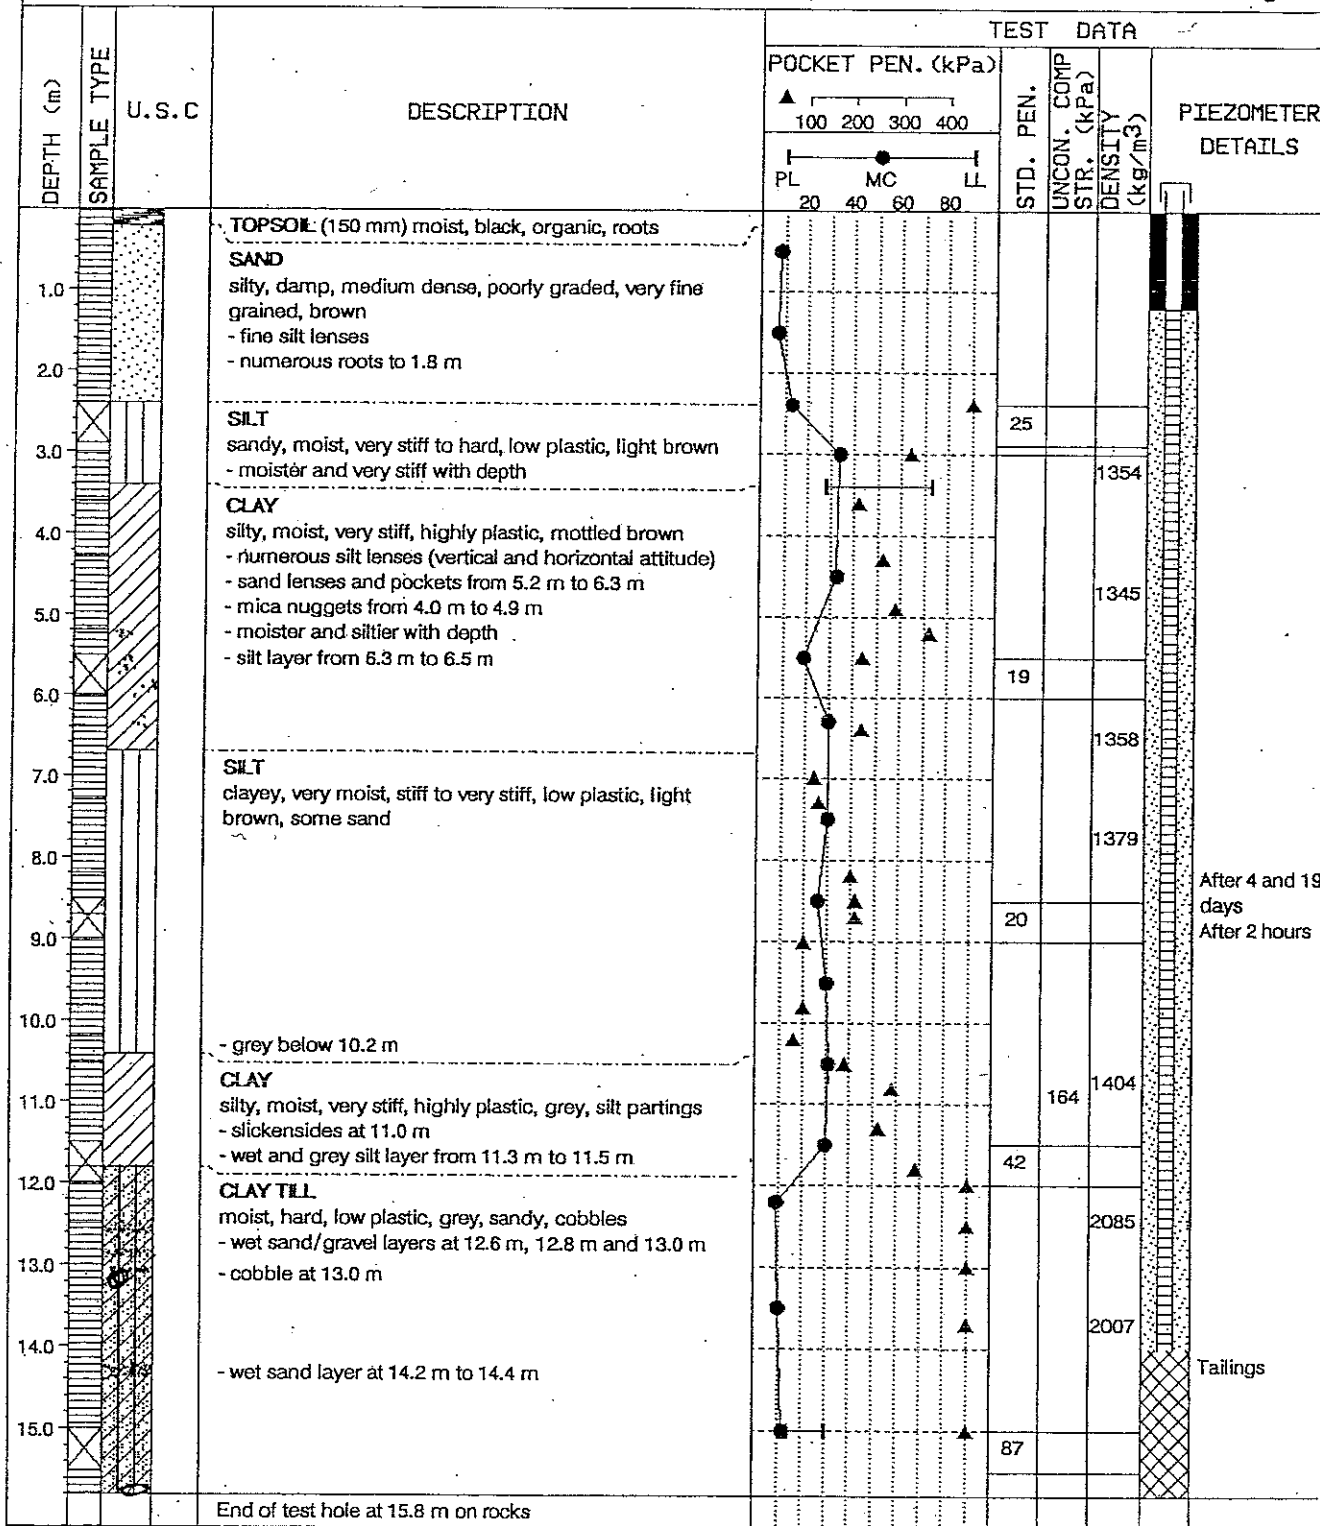 TEST DATA
DEPTH (m)
SAMPLE TYPE
U.S.C
DESCRIPTION
POCKET PEN. (kPa)
100 200 300 400
PL MC LL
20 40 60 80
STD. PEN.
UNCON. COMP
STR. (kPa)
DENSITY
(kg/m3)
PIEZOMETER
DETAILS
TOPSOIL (150 mm) moist, black, organic, roots
SAND
1.0
silty, damp, medium dense, poorly graded, very fine
grained, brown
- fine silt lenses
- numerous roots to 1.8 m
2.0
SILT
25
sandy, moist, very stiff to hard, low plastic, light brown
3.0
- moister and very stiff with depth
1354
CLAY
4.0
silty, moist, very stiff, highly plastic, mottled brown
- numerous silt lenses (vertical and horizontal attitude)
- sand lenses and pockets from 5.2 m to 6.3 m
1345
- mica nuggets from 4.0 m to 4.9 m
5.0
- moister and siltier with depth
- silt layer from 6.3 m to 6.5 m
19
6.0
1358
SILT
7.0
clayey, very moist, stiff to very stiff, low plastic, light
brown, some sand
1379
8.0
After 4 and 19
days
20
After 2 hours
9.0
10.0
- grey below 10.2 m
CLAY
1404
11.0
164
silty, moist, very stiff, highly plastic, grey, silt partings
- slickensides at 11.0 m
- wet and grey silt layer from 11.3 m to 11.5 m
42
12.0
CLAY TILL
moist, hard, low plastic, grey, sandy, cobbles
2085
- wet sand/gravel layers at 12.6 m, 12.8 m and 13.0 m
13.0
- cobble at 13.0 m
2007
14.0
- wet sand layer at 14.2 m to 14.4 m
Tailings
15.0
87
End of test hole at 15.8 m on rocks